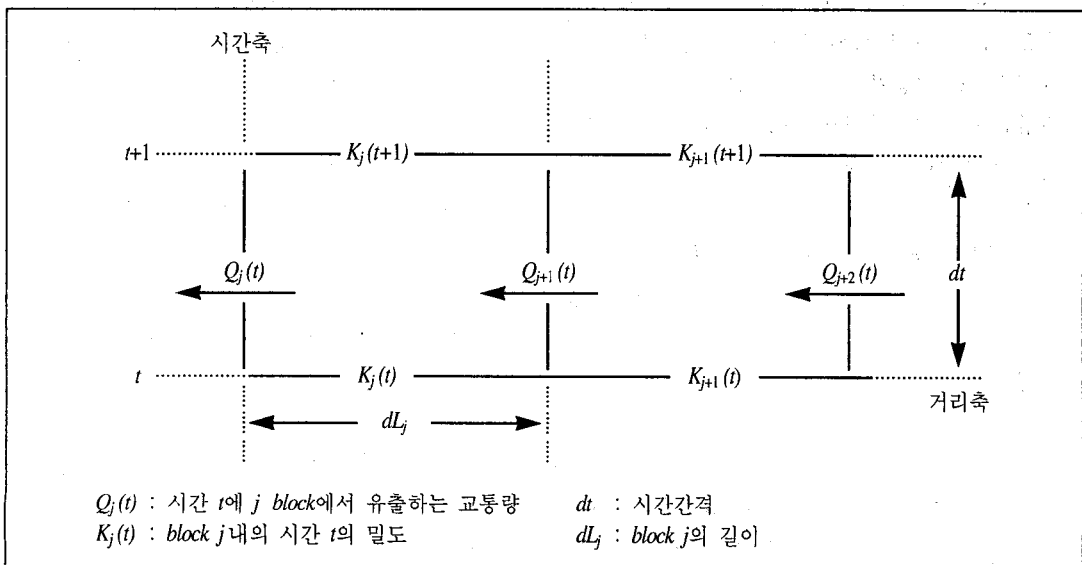 시간축
t+1 K_j(t+1) K_{j+1}(t+1)
Q_j(t) Q_{j+1}(t) Q_{j+2}(t) dt
t K_j(t) K_{j+1}(t)
거리축
dL_j
Q_j(t) : 시간 t에 j block에서 유출하는 교통량 dt : 시간간격
K_j(t) : block j내의 시간 t의 밀도 dL_j : block j의 길이